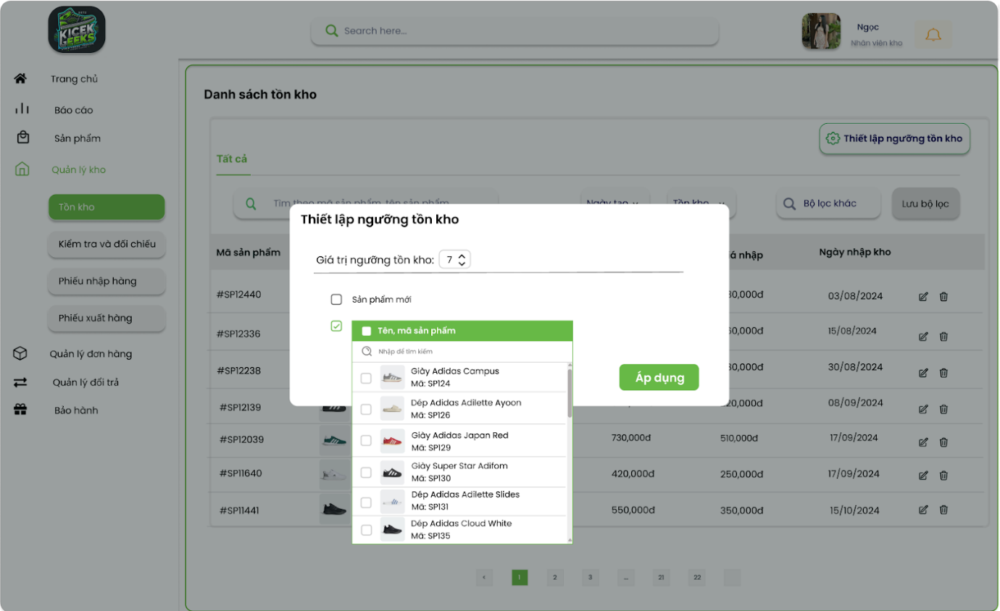 KICEK
GEEKS
Search here...
Ngọc
Nhân viên kho
Trang chủ
Báo cáo
Sản phẩm
Quản lý kho
Tồn kho
Kiểm tra và đối chiếu
Phiếu nhập hàng
Phiếu xuất hàng
Quản lý đơn hàng
Quản lý đổi trả
Bảo hành
Danh sách tồn kho
Thiết lập ngưỡng tồn kho
Tất cả
Tìm theo mã sản phẩm, tên sản phẩm
Ngày tạo
Tồn kho
Bộ lọc khác
Lưu bộ lọc
Mã sản phẩm
á nhập
Ngày nhập kho
#SP12440
30,000đ
03/08/2024
#SP12336
60,000đ
15/08/2024
#SP12238
30,000đ
30/08/2024
#SP12139
20,000đ
08/09/2024
#SP12039
730,000đ
510,000đ
17/09/2024
#SP11640
420,000đ
250,000đ
17/09/2024
#SP11441
550,000đ
350,000đ
15/10/2024
Thiết lập ngưỡng tồn kho
Giá trị ngưỡng tồn kho: 7
Sản phẩm mới
Tên, mã sản phẩm
Nhập để tìm kiếm
Giày Adidas Campus
Mã: SP124
Dép Adidas Adilette Ayoon
Mã: SP126
Giày Adidas Japan Red
Mã: SP129
Giày Super Star Adifom
Mã: SP130
Dép Adidas Adilette Slides
Mã: SP131
Dép Adidas Cloud White
Mã: SP135
Áp dụng
< 1 2 3 ... 21 22